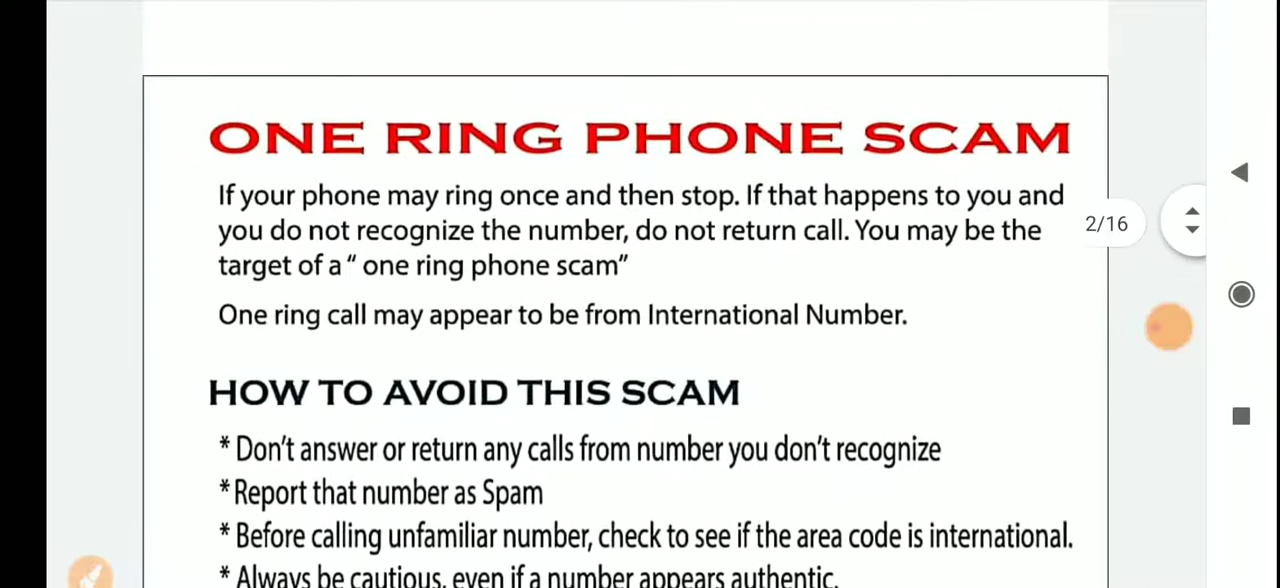 ONE RING PHONE SCAM
If your phone may ring once and then stop. If that happens to you and
you do not recognize the number, do not return call. You may be the
target of a “ one ring phone scam”
One ring call may appear to be from International Number.
2/16
HOW TO AVOID THIS SCAM
* Don’t answer or return any calls from number you don’t recognize
* Report that number as Spam
* Before calling unfamiliar number, check to see if the area code is international.
* Always be cautious, even if a number appears authentic.